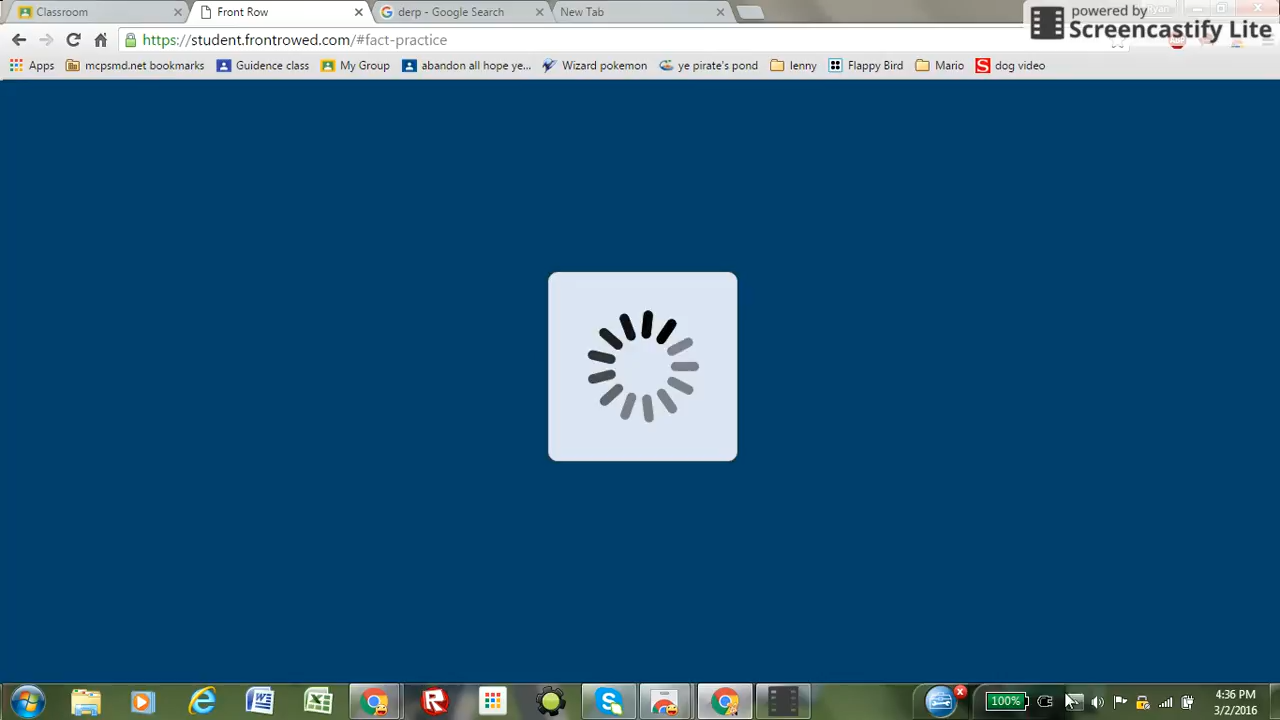 powered by
Screencastify Lite
Classroom
Front Row
derp - Google Search
New Tab
https://student.frontrowed.com/#fact-practice
Apps
mcpsmd.net bookmarks
Guidence class
My Group
abandon all hope ye...
Wizard pokemon
ye pirate's pond
lenny
Flappy Bird
Mario
dog video
100%
4:36 PM
3/2/2016